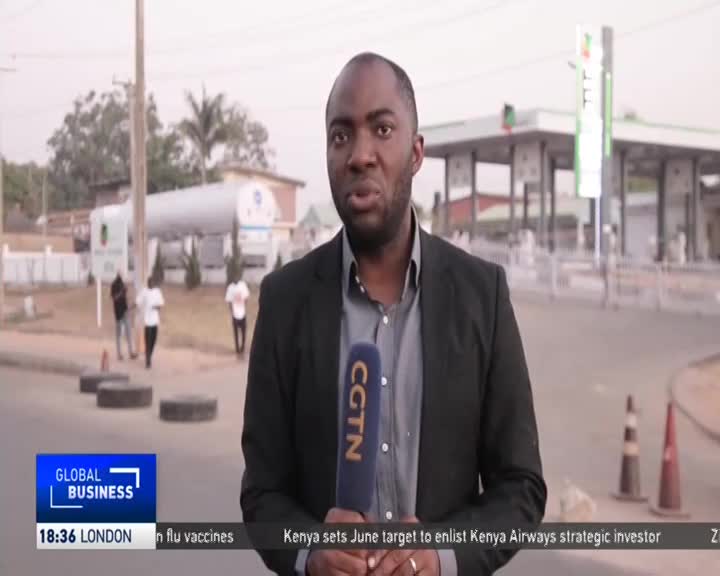 CGTN
GLOBAL
BUSINESS
18:36 LONDON
n flu vaccines Kenya sets June target to enlist Kenya Airways strategic investor